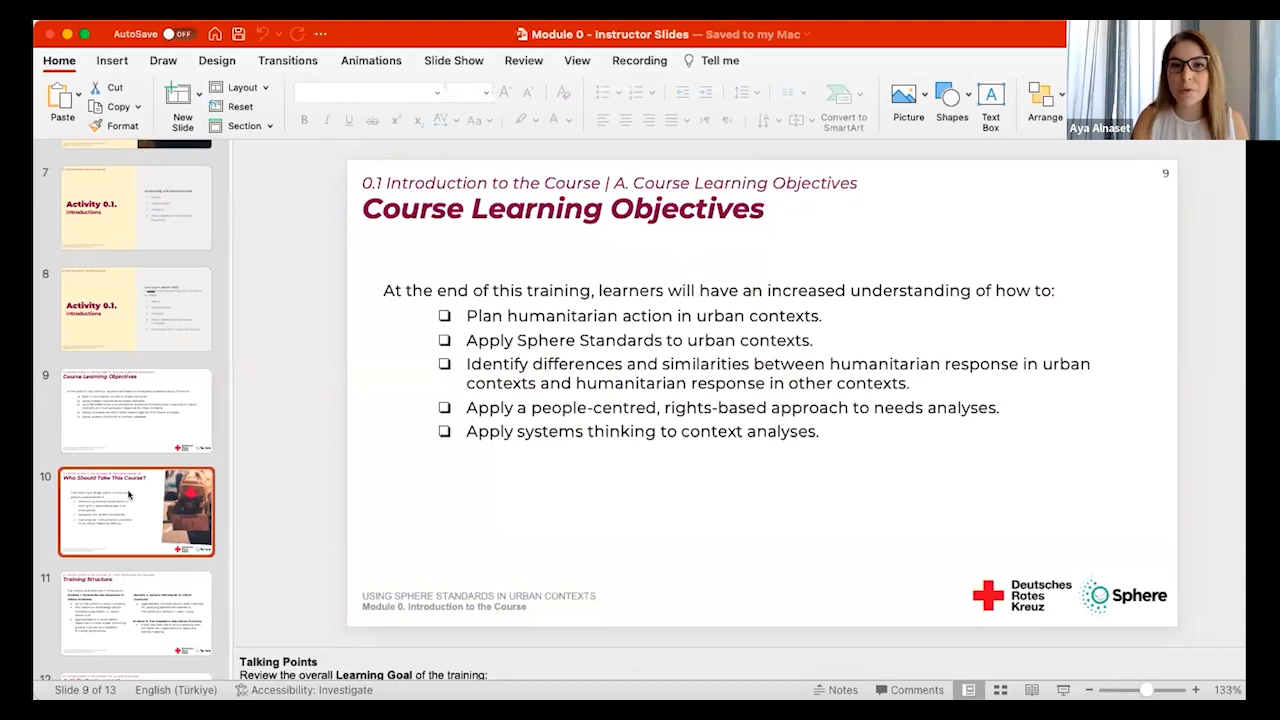 AutoSave OFF
Module 0 - Instructor Slides — Saved to my Mac
Home Insert Draw Design Transitions Animations Slide Show Review View Recording Tell me
Paste
Cut
Copy
Format
New Slide
Layout
Reset
Section
Convert to SmartArt
Picture
Shapes
Text Box
Arrange
Aya Alnaset
7
Activity 0.1.
Introductions
8
Activity 0.1.
Introductions
9
Course Learning Objectives
10
Who Should Take This Course?
11
Training Structure
12
9
0.1 Introduction to the Course | A. Course Learning Objectives
Course Learning Objectives
At the end of this training, learners will have an increased understanding of how to:
❑ Plan humanitarian action in urban contexts.
❑ Apply Sphere Standards to urban contexts.
❑ Identify differences and similarities between humanitarian response in urban
contexts and humanitarian response in other contexts.
❑ Apply a people-centred, rights-based approach to needs analyses.
❑ Apply systems thinking to context analyses.
USING SPHERE STANDARDS IN URBAN CONTEXTS
Module 0. Introduction to the Course
Deutsches
Rotes
Kreuz
Sphere
Talking Points
Review the overall Learning Goal of the training:
Slide 9 of 13 English (Türkiye) Accessibility: Investigate Notes Comments 133%